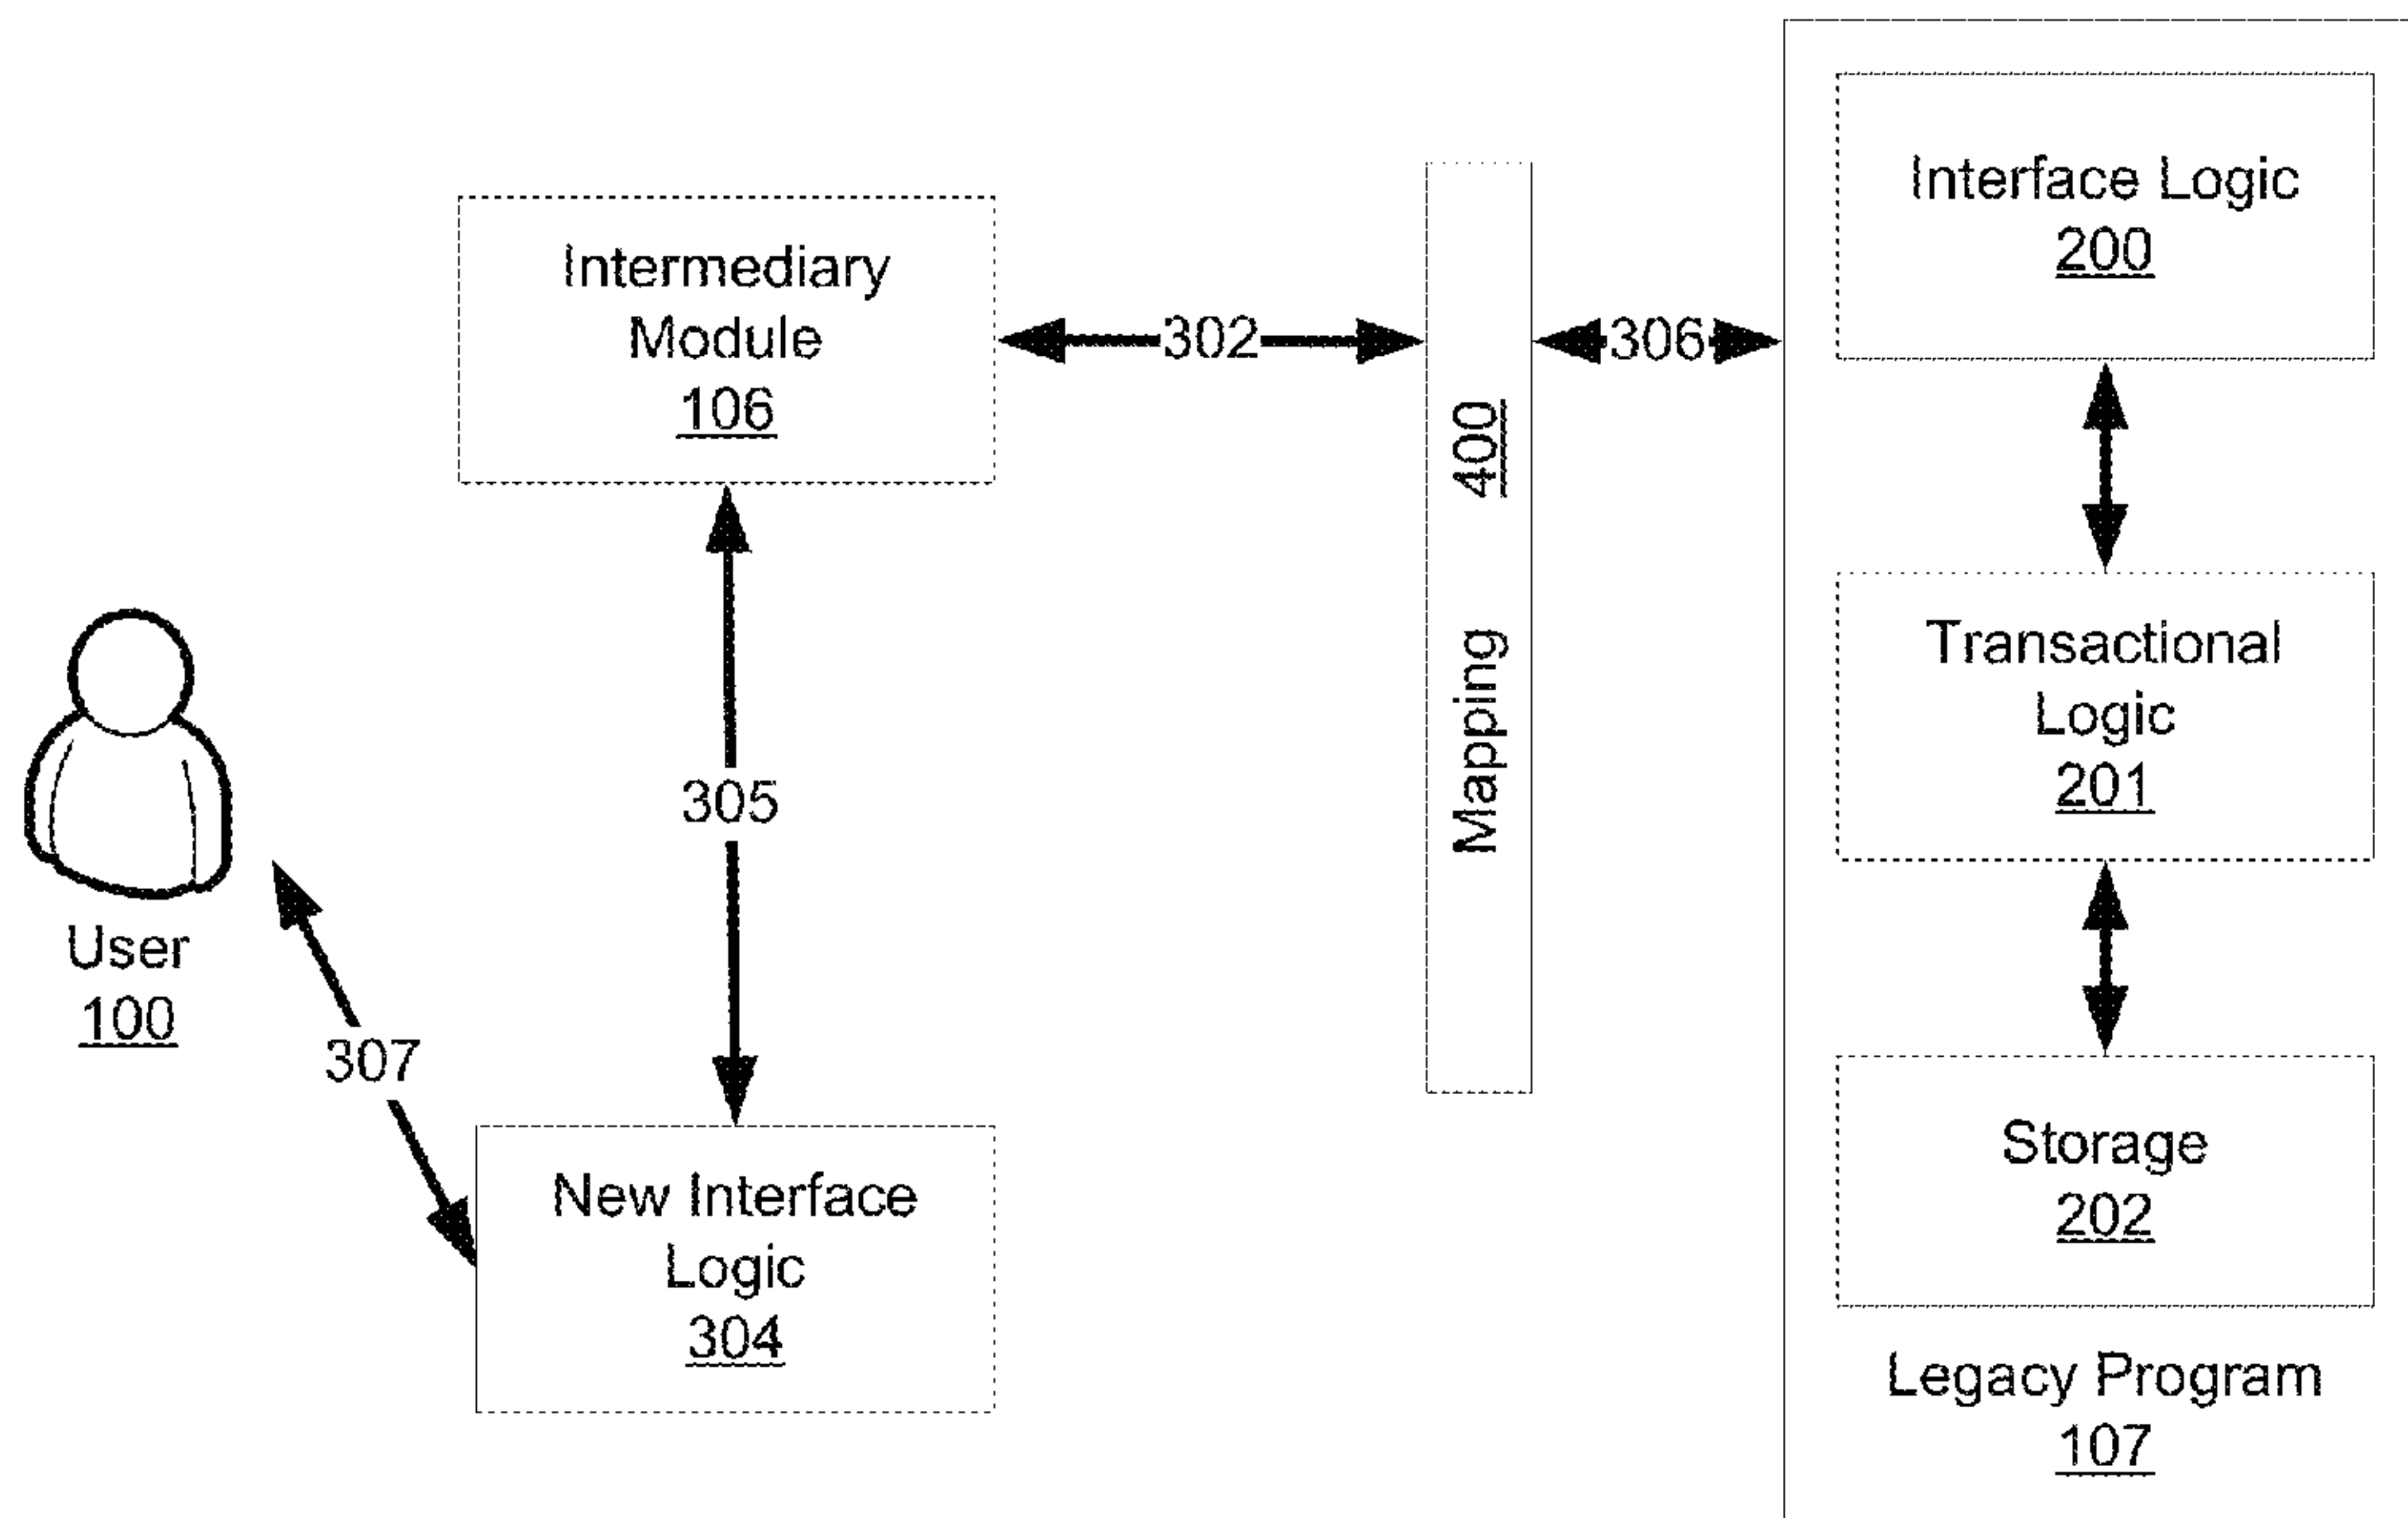 Intermediary
Module
106
302
306
Mapping 400
Interface Logic
200
Transactional
Logic
201
Storage
202
Legacy Program
107
305
User
100
307
New Interface
Logic
304